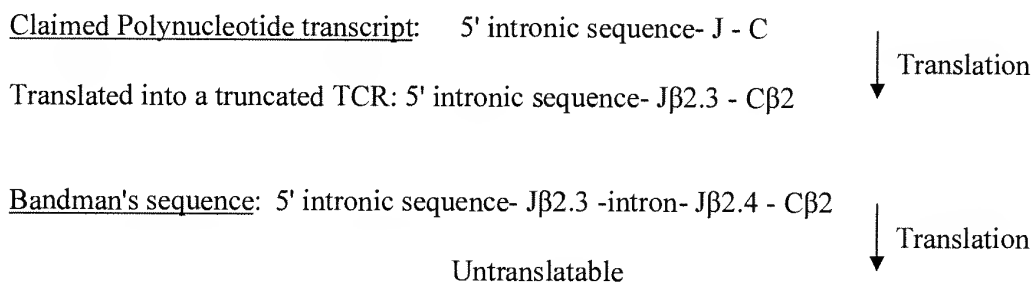 Claimed Polynucleotide transcript: 5' intronic sequence- J - C
Translation
Translated into a truncated TCR: 5' intronic sequence- Jβ2.3 - Cβ2
Bandman's sequence: 5' intronic sequence- Jβ2.3 -intron- Jβ2.4 - Cβ2
Translation
Untranslatable